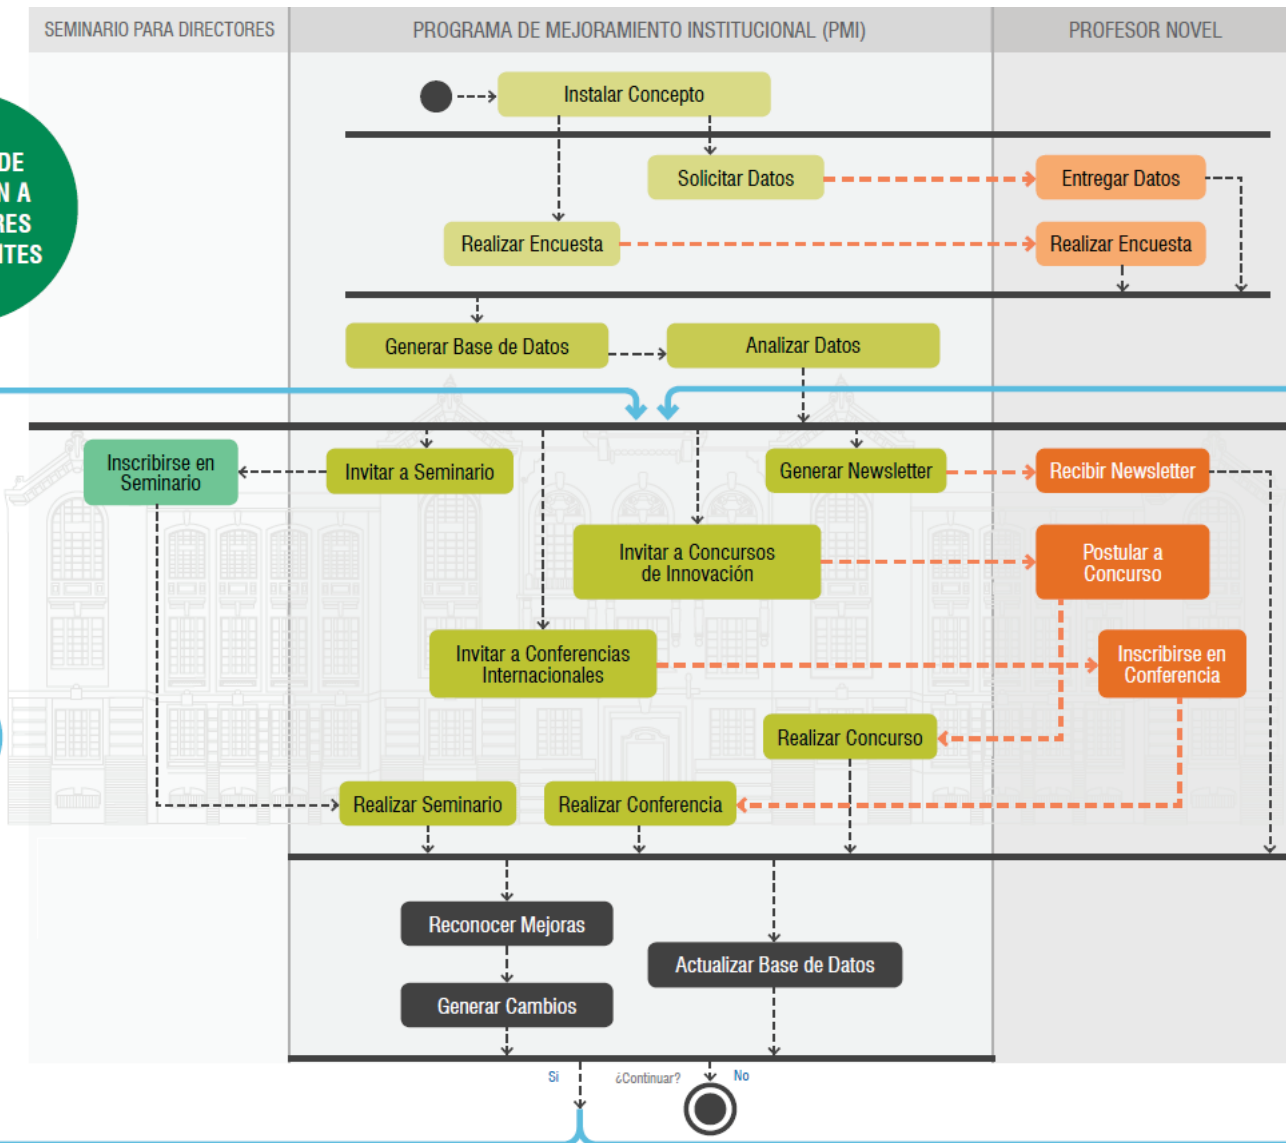 SEMINARIO PARA DIRECTORES
PROGRAMA DE MEJORAMIENTO INSTITUCIONAL (PMI)
PROFESOR NOVEL
Instalar Concepto
DE
N A
RES
NTES
Solicitar Datos
Entregar Datos
Realizar Encuesta
Realizar Encuesta
Generar Base de Datos
Analizar Datos
Inscribirse en
Seminario
Invitar a Seminario
Generar Newsletter
Recibir Newsletter
Invitar a Concursos
de Innovación
Postular a
Concurso
Invitar a Conferencias
Internacionales
Inscribirse en
Conferencia
Realizar Concurso
Realizar Seminario
Realizar Conferencia
Reconocer Mejoras
Actualizar Base de Datos
Generar Cambios
Si
¿Continuar?
No